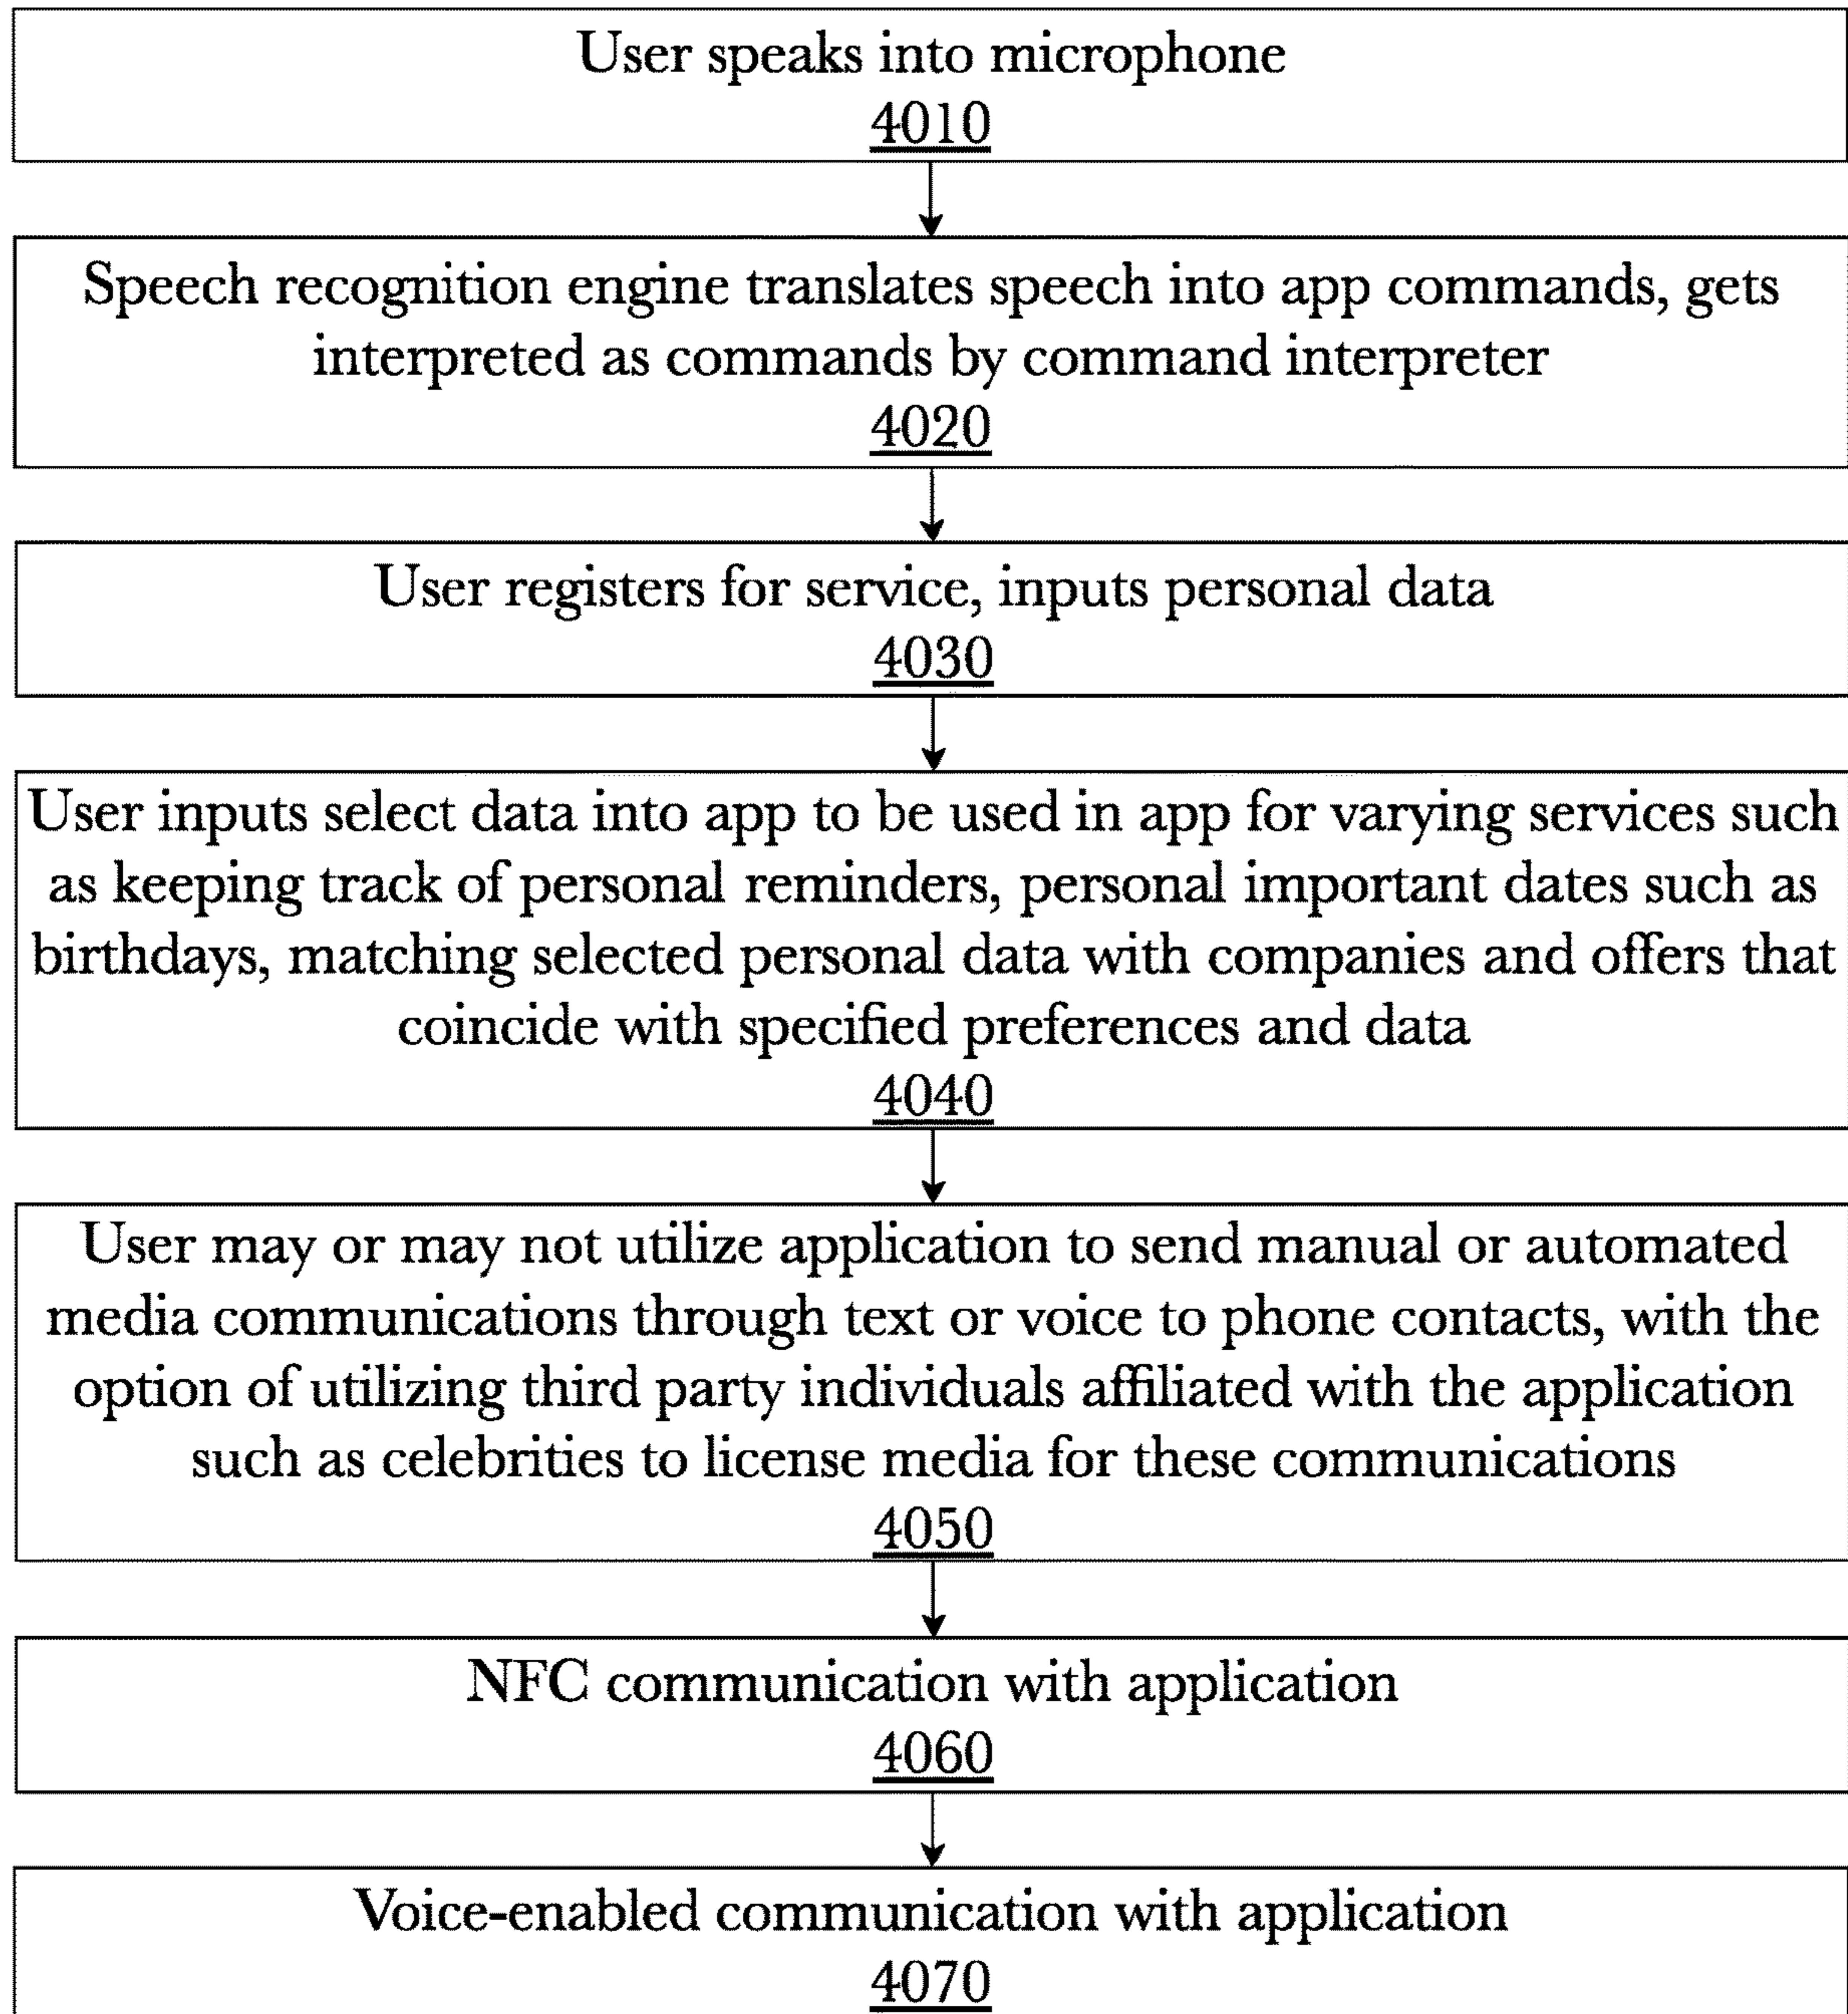 User speaks into microphone
4010
Speech recognition engine translates speech into app commands, gets
interpreted as commands by command interpreter
4020
User registers for service, inputs personal data
4030
User inputs select data into app to be used in app for varying services such
as keeping track of personal reminders, personal important dates such as
birthdays, matching selected personal data with companies and offers that
coincide with specified preferences and data
4040
User may or may not utilize application to send manual or automated
media communications through text or voice to phone contacts, with the
option of utilizing third party individuals affiliated with the application
such as celebrities to license media for these communications
4050
NFC communication with application
4060
Voice-enabled communication with application
4070